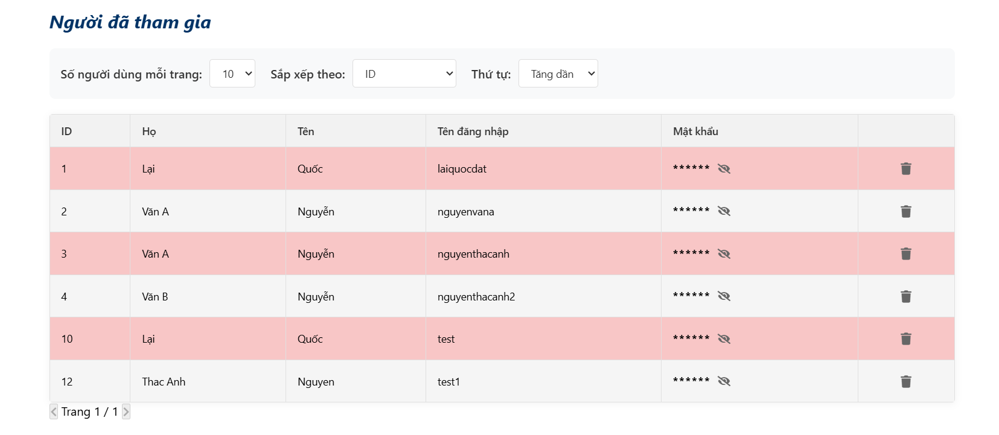 Người đã tham gia
Số người dùng mỗi trang: 10 Sắp xếp theo: ID Thứ tự: Tăng dần
ID Họ Tên Tên đăng nhập Mật khẩu
1 Lại Quốc laiquocdat ******
2 Văn A Nguyễn nguyenvana ******
3 Văn A Nguyễn nguyenthacanh ******
4 Văn B Nguyễn nguyenthacanh2 ******
10 Lại Quốc test ******
12 Thac Anh Nguyen test1 ******
Trang 1 / 1